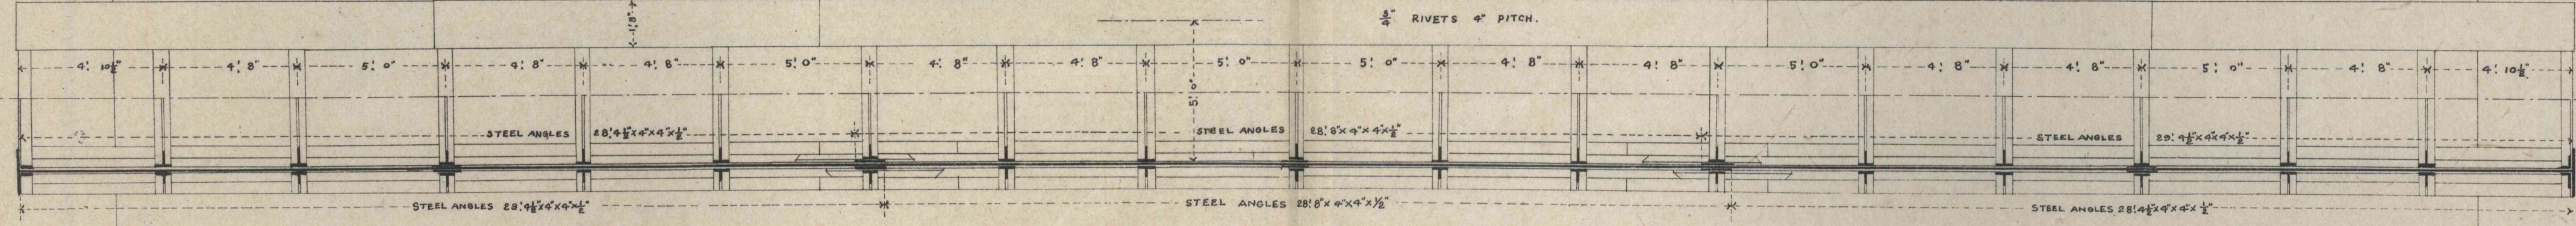 1' 8"
3/4" RIVETS 4" PITCH.
4' 10½" 4' 8" 5' 0" 4' 8" 4' 8" 5' 0" 4' 8" 4' 8" 5' 0" 5' 0" 4' 8" 4' 8" 5' 0" 4' 8" 4' 8" 5' 0" 4' 8" 4' 10½"
5' 0"
STEEL ANGLES 28' 4½" x 4" x 4" x ½" STEEL ANGLES 28' 8" x 4" x 4" x ½" STEEL ANGLES 29' 4½" x 4" x 4" x ½"
STEEL ANGLES 29' 4½" x 4" x 4" x ½" STEEL ANGLES 28' 8" x 4" x 4" x 1/2" STEEL ANGLES 28' 4½" x 4" x 4" x ½"